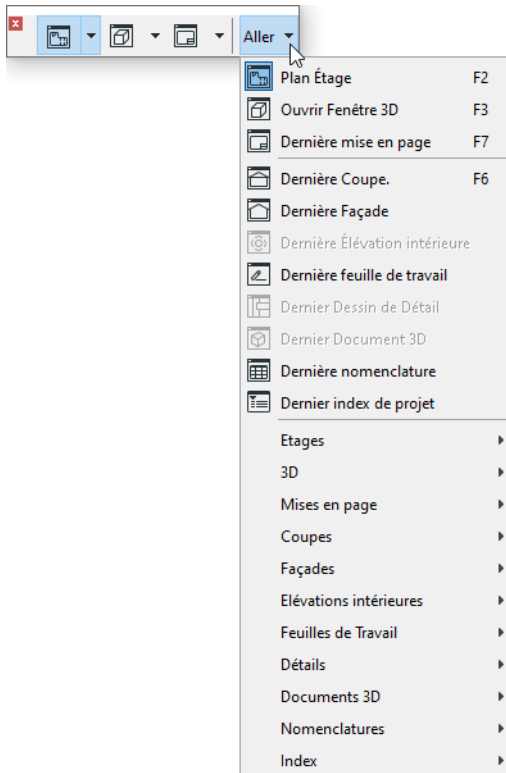 Aller
Plan Étage F2
Ouvrir Fenêtre 3D F3
Dernière mise en page F7
Dernière Coupe. F6
Dernière Façade
Dernière Élévation intérieure
Dernière feuille de travail
Dernier Dessin de Détail
Dernier Document 3D
Dernière nomenclature
Dernier index de projet
Etages
3D
Mises en page
Coupes
Façades
Elévations intérieures
Feuilles de Travail
Détails
Documents 3D
Nomenclatures
Index